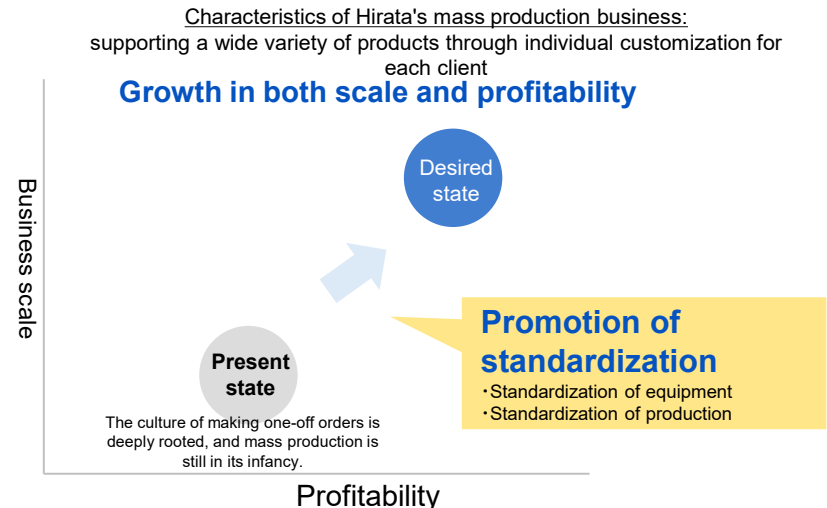 Characteristics of Hirata's mass production business:
supporting a wide variety of products through individual customization for
each client
Growth in both scale and profitability
Desired
state
Business scale
Promotion of
standardization
・Standardization of equipment
・Standardization of production
Present
state
The culture of making one-off orders is
deeply rooted, and mass production is
still in its infancy.
Profitability